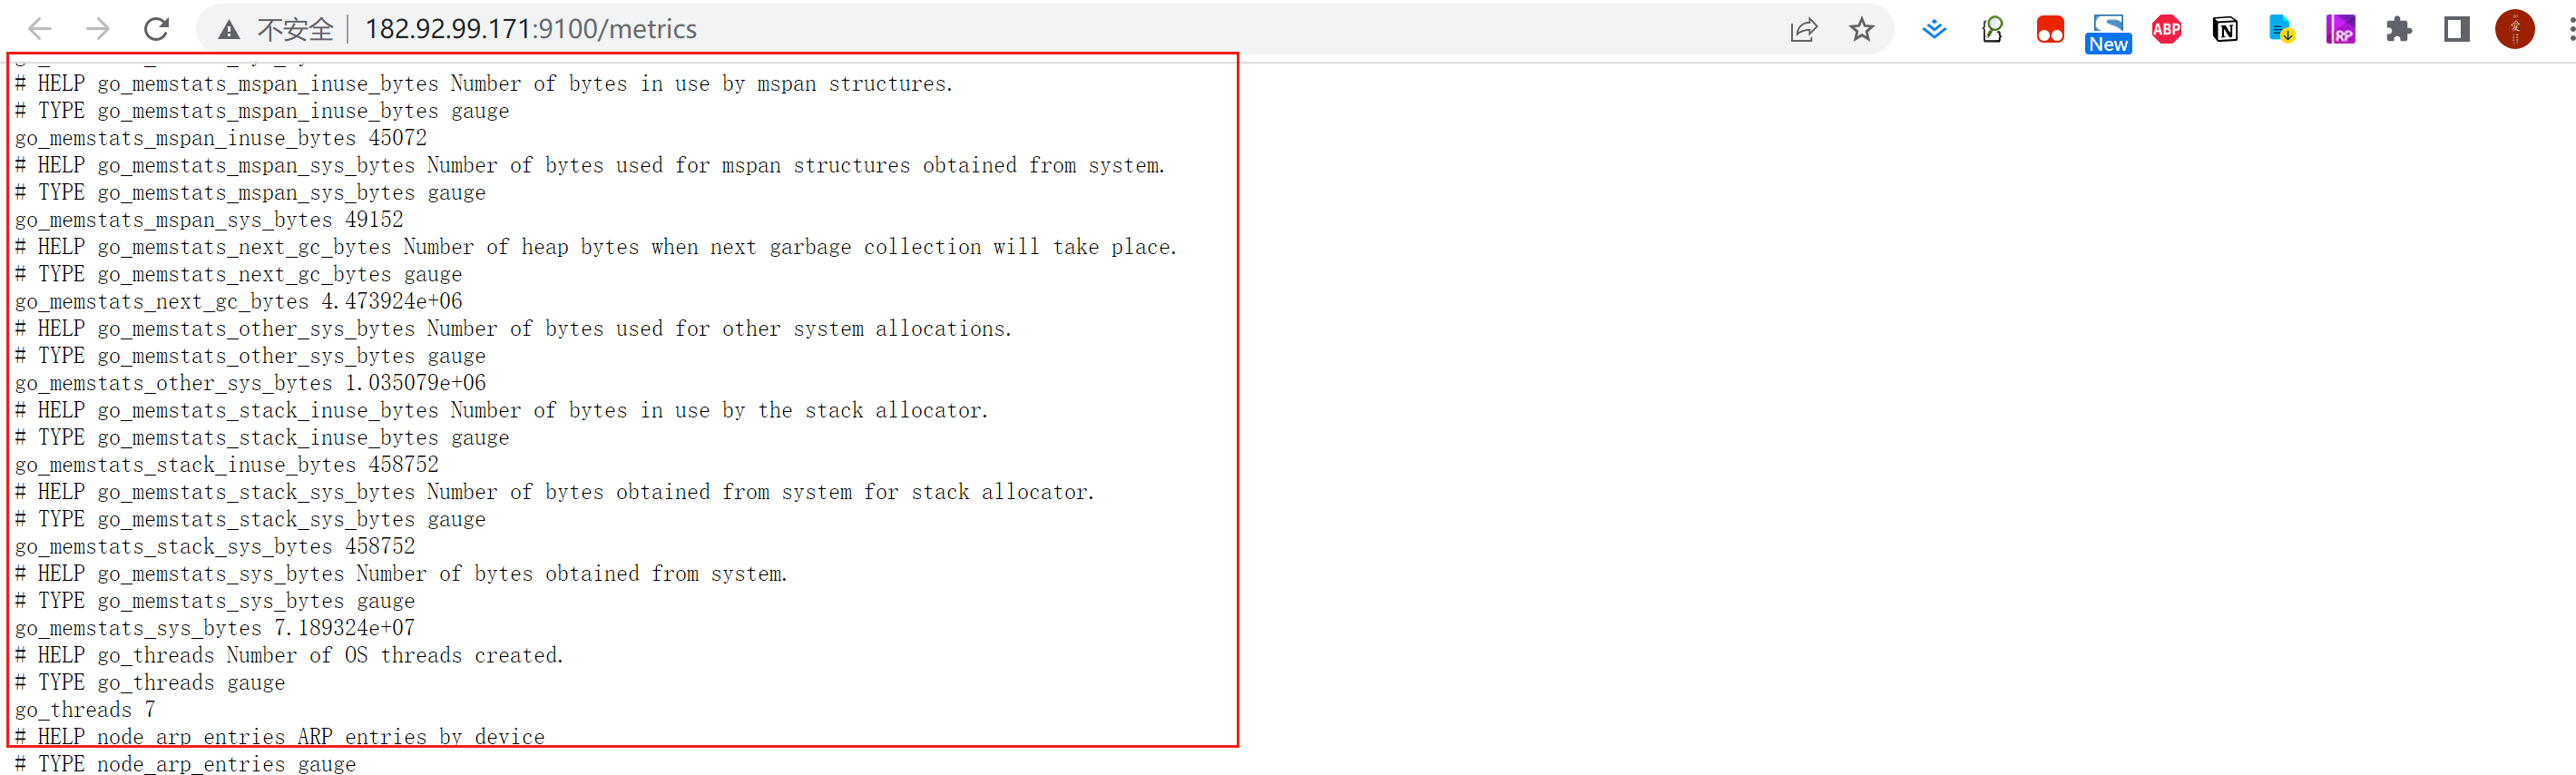 不安全 182.92.99.171:9100/metrics
New
ABP
N
RP
# HELP go_memstats_mspan_inuse_bytes Number of bytes in use by mspan structures.
# TYPE go_memstats_mspan_inuse_bytes gauge
go_memstats_mspan_inuse_bytes 45072
# HELP go_memstats_mspan_sys_bytes Number of bytes used for mspan structures obtained from system.
# TYPE go_memstats_mspan_sys_bytes gauge
go_memstats_mspan_sys_bytes 49152
# HELP go_memstats_next_gc_bytes Number of heap bytes when next garbage collection will take place.
# TYPE go_memstats_next_gc_bytes gauge
go_memstats_next_gc_bytes 4.473924e+06
# HELP go_memstats_other_sys_bytes Number of bytes used for other system allocations.
# TYPE go_memstats_other_sys_bytes gauge
go_memstats_other_sys_bytes 1.035079e+06
# HELP go_memstats_stack_inuse_bytes Number of bytes in use by the stack allocator.
# TYPE go_memstats_stack_inuse_bytes gauge
go_memstats_stack_inuse_bytes 458752
# HELP go_memstats_stack_sys_bytes Number of bytes obtained from system for stack allocator.
# TYPE go_memstats_stack_sys_bytes gauge
go_memstats_stack_sys_bytes 458752
# HELP go_memstats_sys_bytes Number of bytes obtained from system.
# TYPE go_memstats_sys_bytes gauge
go_memstats_sys_bytes 7.189324e+07
# HELP go_threads Number of OS threads created.
# TYPE go_threads gauge
go_threads 7
# HELP node_arp_entries ARP entries by device
# TYPE node_arp_entries gauge